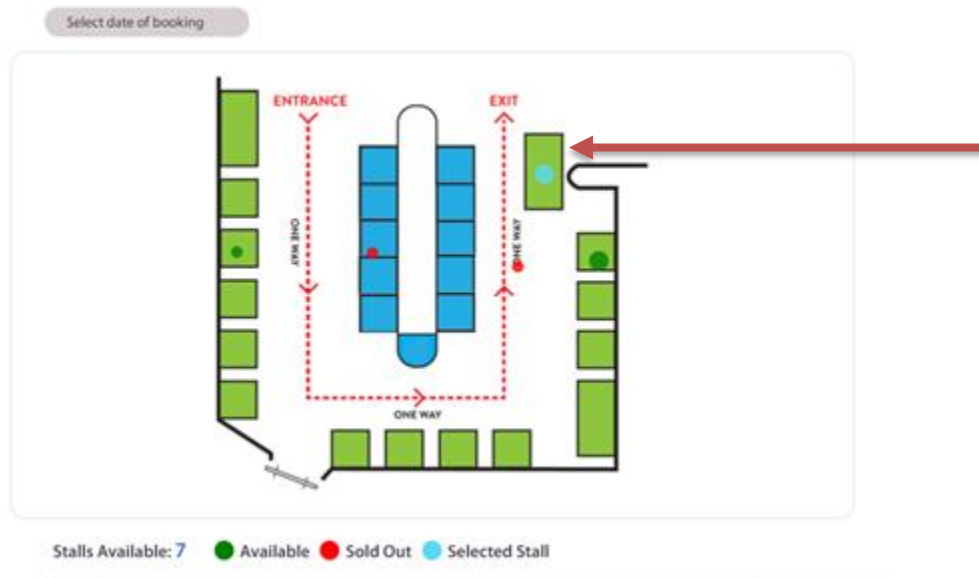 Select date of booking
ENTRANCE
EXIT
ONE WAY
ONE WAY
ONE WAY
Stalls Available: 7
Available
Sold Out
Selected Stall